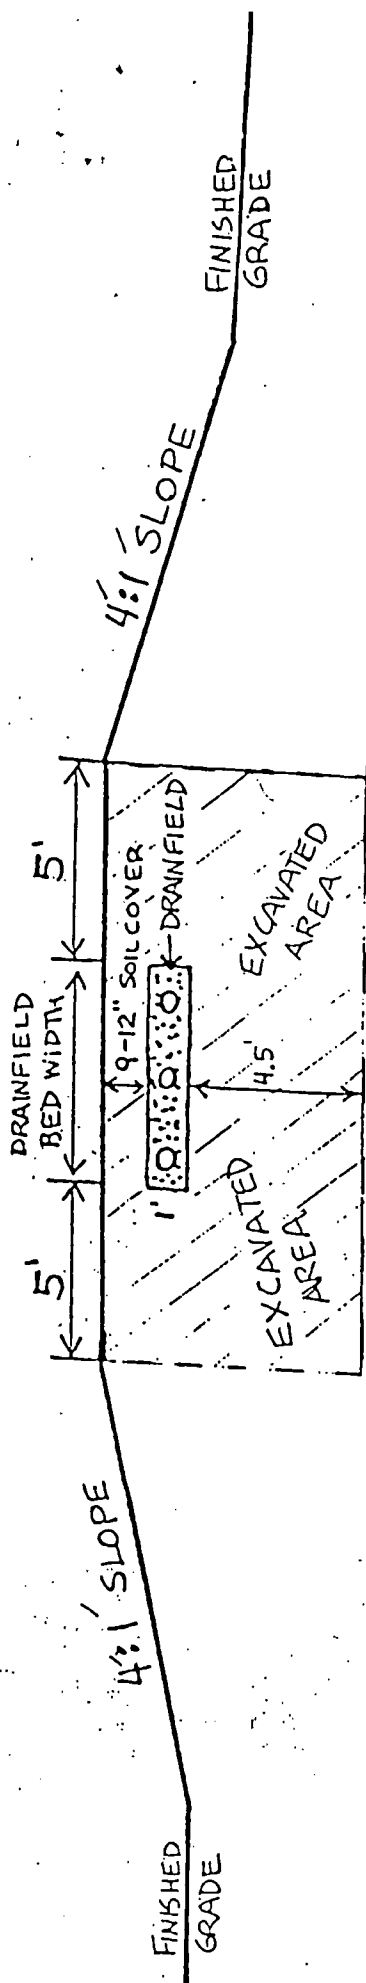 FINISHED
GRADE
4':1' SLOPE
5'
DRAINFIELD
BED WIDTH
5'
9-12" SOIL COVER
DRAINFIELD
1'
4.5'
EXCAVATED
AREA
EXCAVATED
AREA
4':1' SLOPE
FINISHED
GRADE